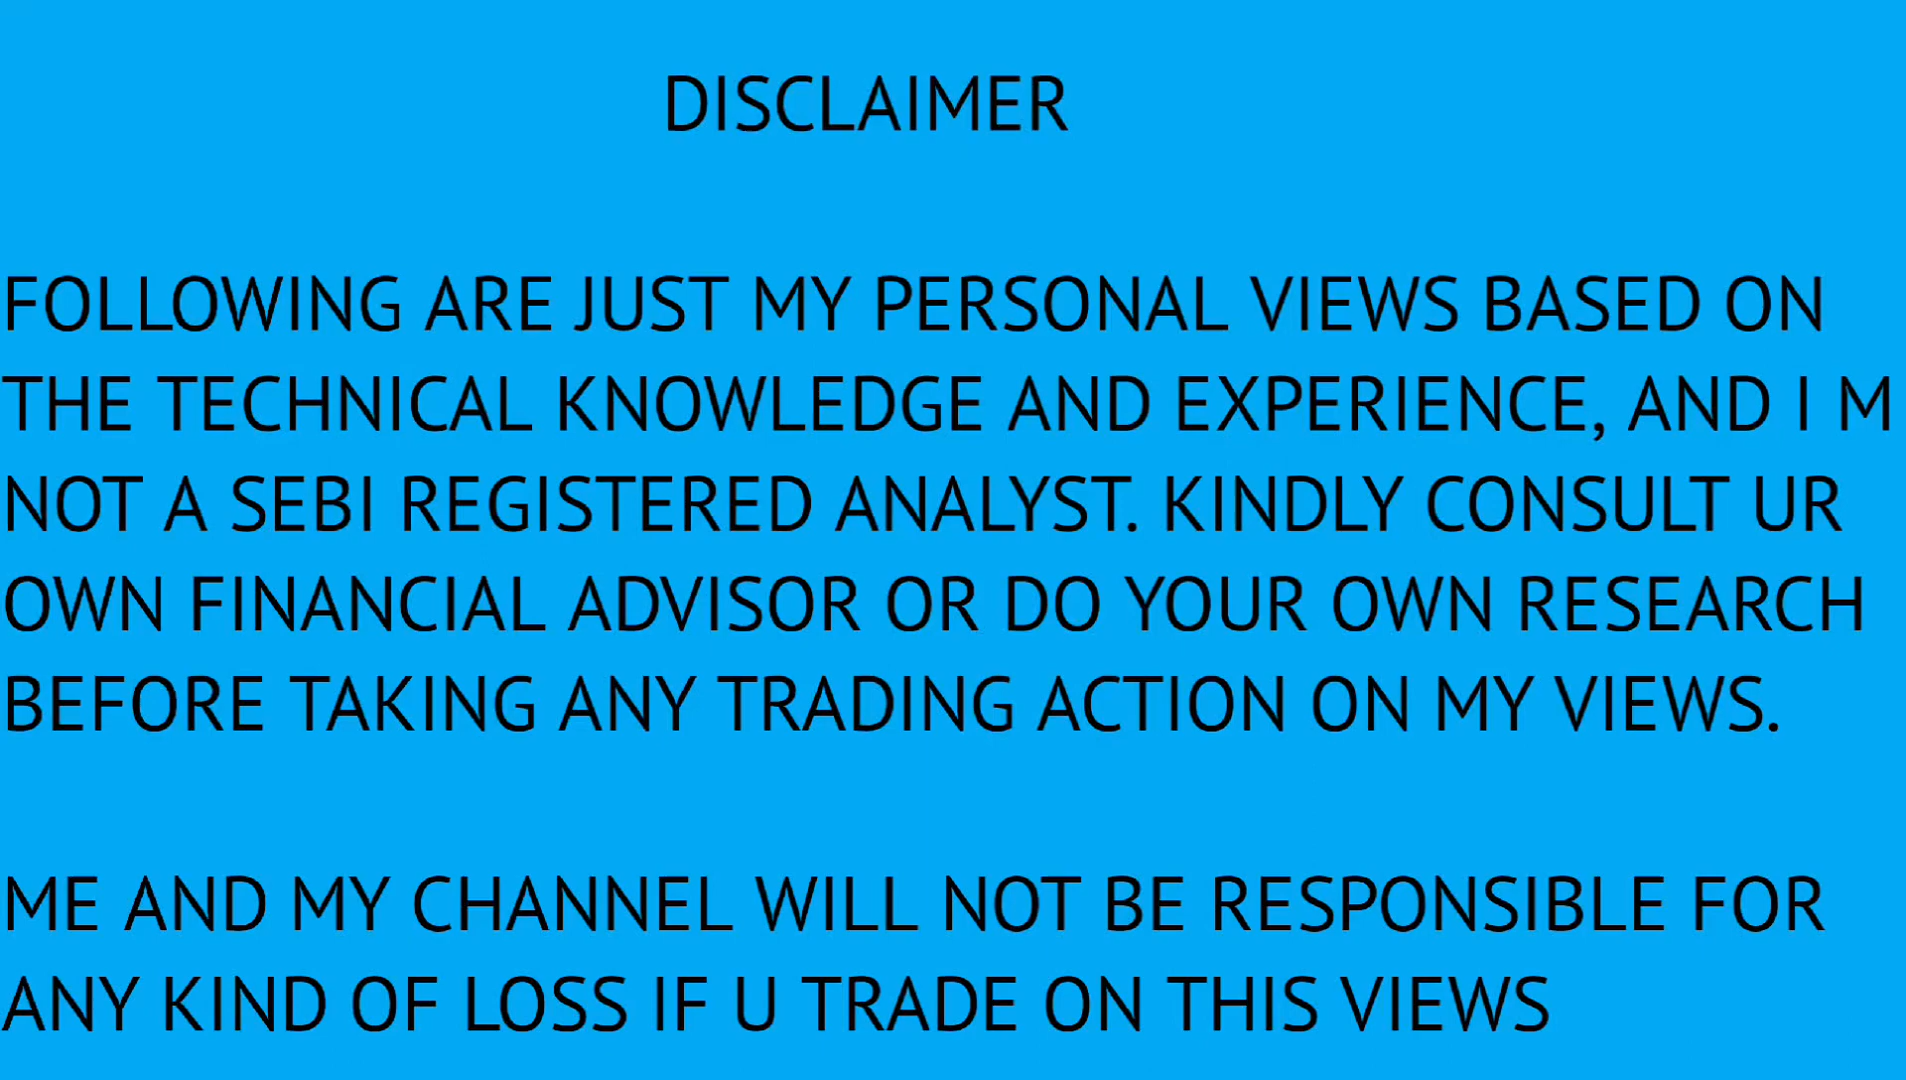 DISCLAIMER
FOLLOWING ARE JUST MY PERSONAL VIEWS BASED ON
THE TECHNICAL KNOWLEDGE AND EXPERIENCE, AND I M
NOT A SEBI REGISTERED ANALYST. KINDLY CONSULT UR
OWN FINANCIAL ADVISOR OR DO YOUR OWN RESEARCH
BEFORE TAKING ANY TRADING ACTION ON MY VIEWS.
ME AND MY CHANNEL WILL NOT BE RESPONSIBLE FOR
ANY KIND OF LOSS IF U TRADE ON THIS VIEWS